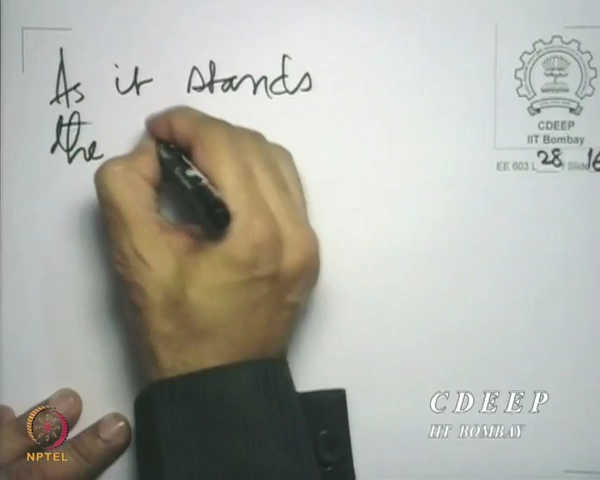 As it stands
the
CDEEP
IIT Bombay
EE 603 L 28 / Slide 16
CDEEP
IIT BOMBAY
NPTEL